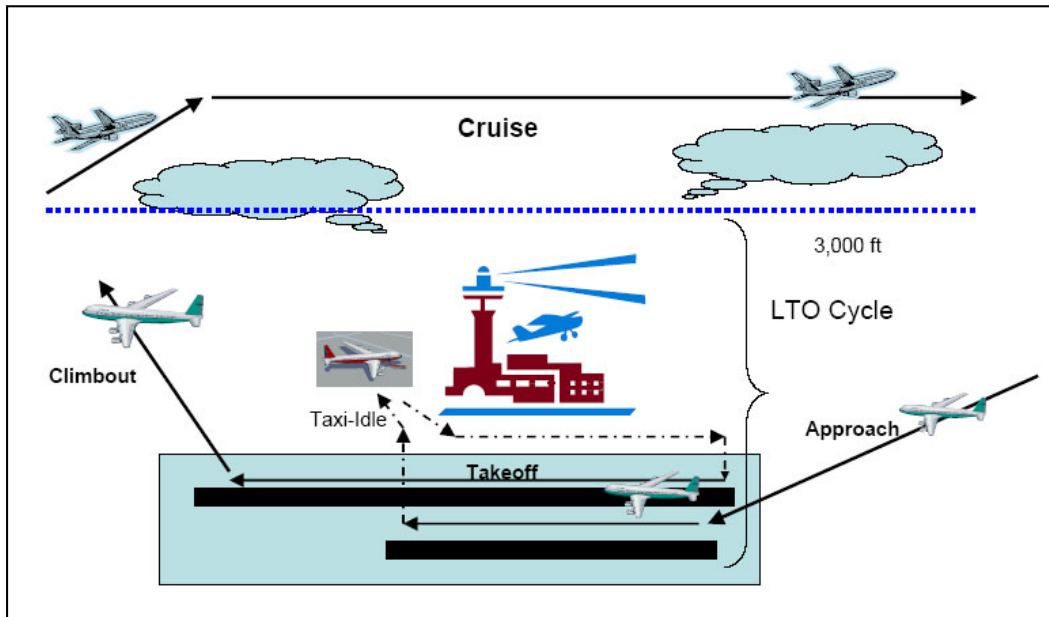 Cruise
3,000 ft
LTO Cycle
Climbout
Taxi-Idle
Approach
Takeoff